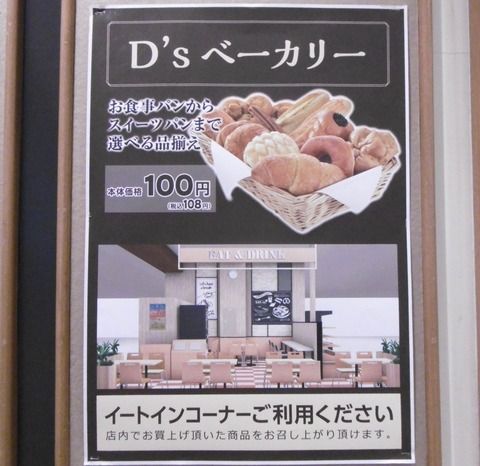 D's ベーカリー
お食事パンから
スイーツパンまで
選べる品揃え
本体価格 100円
(税込108円)
EAT & DRINK
イートインコーナーご利用ください
店内でお買上げ頂いた商品をお召し上がり頂けます。